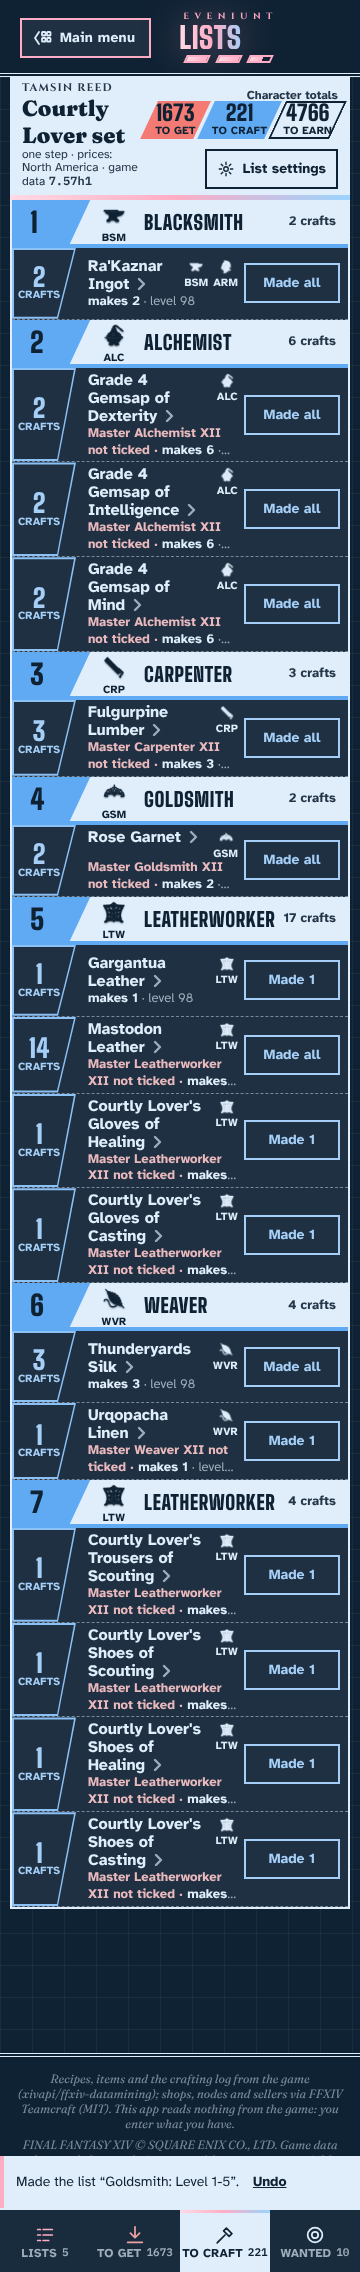 Main menu
EVENIUNT
LISTS
TAMSIN REED
Courtly
Lover set
one step · prices:
North America · game
data 7.57h1
Character totals
1673
TO GET
221
TO CRAFT
4766
TO EARN
List settings
1
BSM
BLACKSMITH
2 crafts
2
CRAFTS
Ra'Kaznar
Ingot
makes 2 · level 98
BSM ARM
Made all
2
ALC
ALCHEMIST
6 crafts
2
CRAFTS
Grade 4
Gemsap of
Dexterity
Master Alchemist XII
not ticked · makes 6 ·…
ALC
Made all
2
CRAFTS
Grade 4
Gemsap of
Intelligence
Master Alchemist XII
not ticked · makes 6 ·…
ALC
Made all
2
CRAFTS
Grade 4
Gemsap of
Mind
Master Alchemist XII
not ticked · makes 6 ·…
ALC
Made all
3
CRP
CARPENTER
3 crafts
3
CRAFTS
Fulgurpine
Lumber
Master Carpenter XII
not ticked · makes 3 ·…
CRP
Made all
4
GSM
GOLDSMITH
2 crafts
2
CRAFTS
Rose Garnet
Master Goldsmith XII
not ticked · makes 2 ·…
GSM
Made all
5
LTW
LEATHERWORKER
17 crafts
1
CRAFTS
Gargantua
Leather
makes 1 · level 98
LTW
Made 1
14
CRAFTS
Mastodon
Leather
Master Leatherworker
XII not ticked · makes…
LTW
Made all
1
CRAFTS
Courtly Lover's
Gloves of
Healing
Master Leatherworker
XII not ticked · makes…
LTW
Made 1
1
CRAFTS
Courtly Lover's
Gloves of
Casting
Master Leatherworker
XII not ticked · makes…
LTW
Made 1
6
WVR
WEAVER
4 crafts
3
CRAFTS
Thunderyards
Silk
makes 3 · level 98
WVR
Made all
1
CRAFTS
Urqopacha
Linen
Master Weaver XII not
ticked · makes 1 · level…
WVR
Made 1
7
LTW
LEATHERWORKER
4 crafts
1
CRAFTS
Courtly Lover's
Trousers of
Scouting
Master Leatherworker
XII not ticked · makes…
LTW
Made 1
1
CRAFTS
Courtly Lover's
Shoes of
Scouting
Master Leatherworker
XII not ticked · makes…
LTW
Made 1
1
CRAFTS
Courtly Lover's
Shoes of
Healing
Master Leatherworker
XII not ticked · makes…
LTW
Made 1
1
CRAFTS
Courtly Lover's
Shoes of
Casting
Master Leatherworker
XII not ticked · makes…
LTW
Made 1
Recipes, items and the crafting log from the game
(xivapi/ffxiv-datamining); shops, nodes and sellers via FFXIV
Teamcraft (MIT). This app reads nothing from the game: you
enter what you have.
FINAL FANTASY XIV © SQUARE ENIX CO., LTD. Game data
Made the list “Goldsmith: Level 1-5”. Undo
LISTS 5
TO GET 1673
TO CRAFT 221
WANTED 10